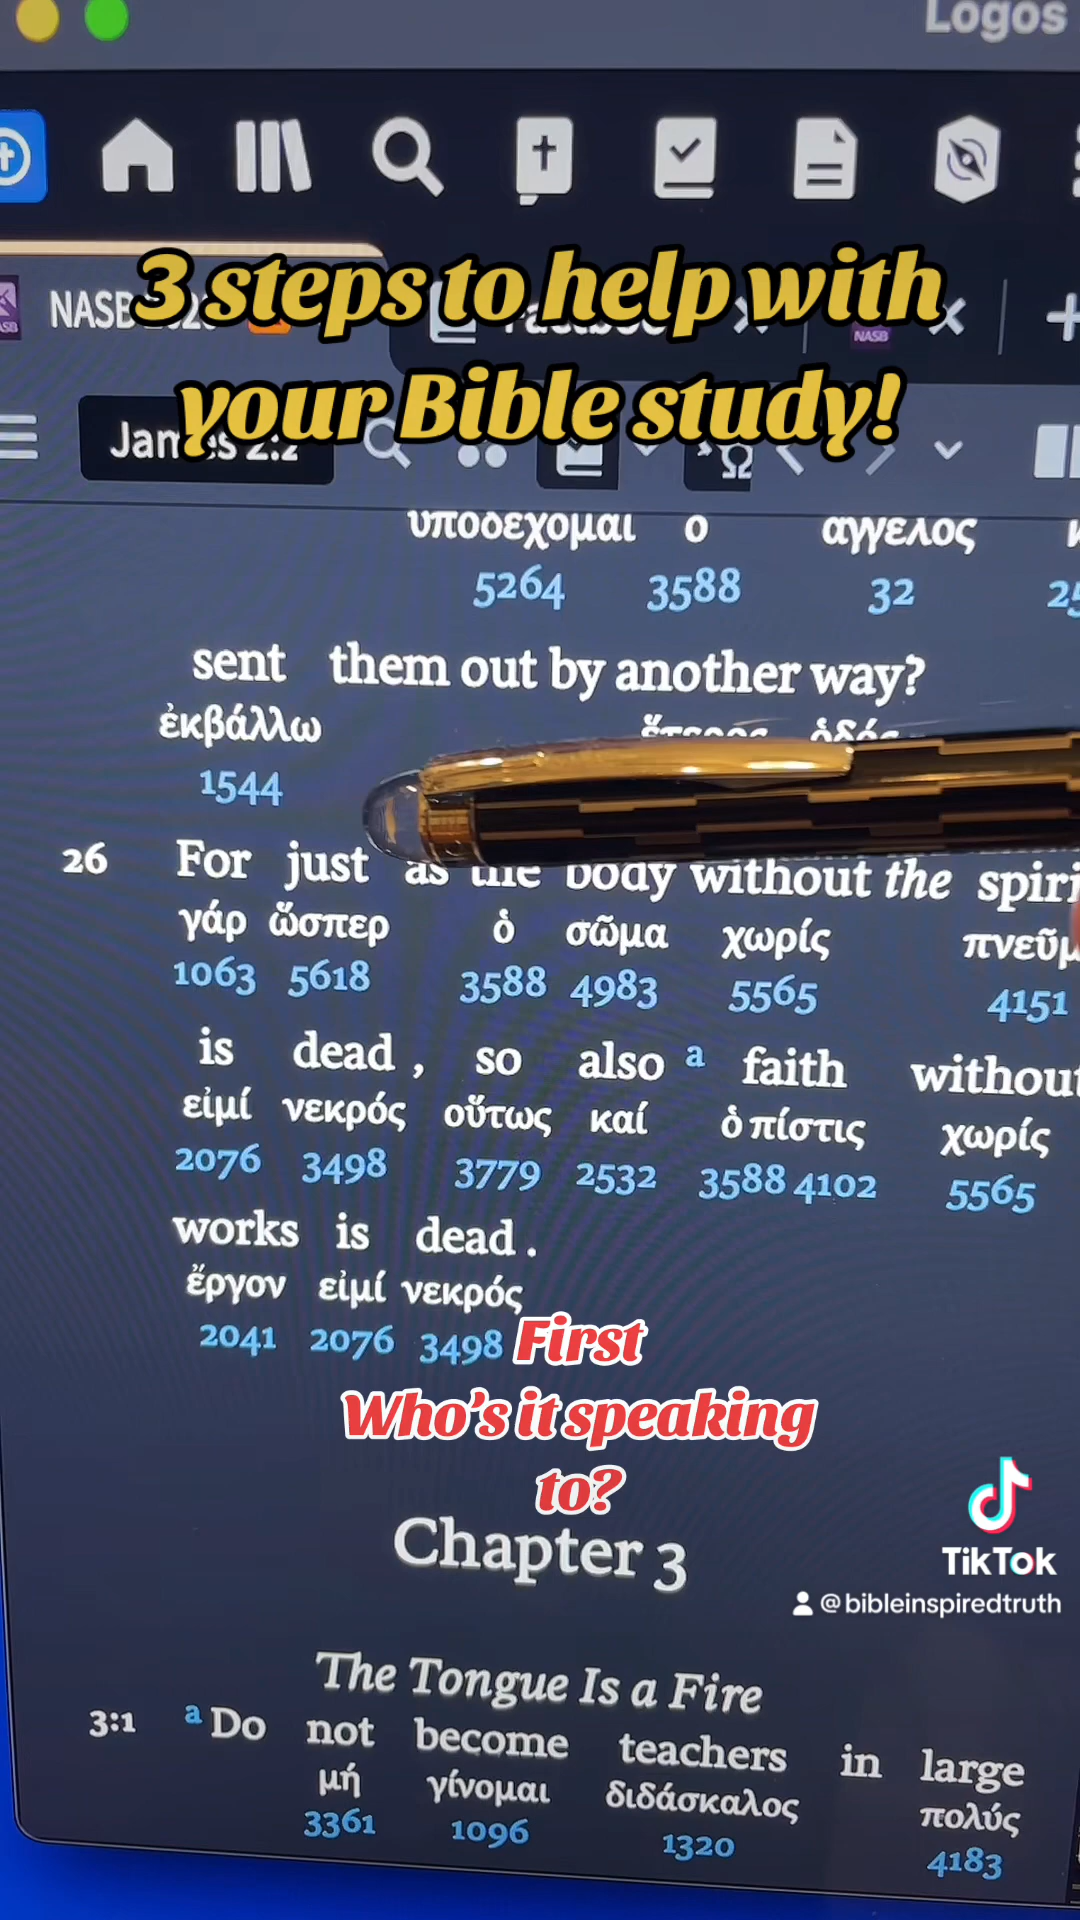 Logos
3 steps to help with
your Bible study!
NASB
NASB
James 2:2
ὑποδέχομαι ὁ ἄγγελος
5264 3588 32
sent them out by another way?
ἐκβάλλω ἕτερος ὁδός
1544
26 For just as the body without the
γάρ ὥσπερ ὁ σῶμα χωρίς
1063 5618 3588 4983 5565 4151
is dead , so also a faith without
εἰμί νεκρός οὕτως καί ὁ πίστις χωρίς
2076 3498 3779 2532 3588 4102 5565
works is dead .
ἔργον εἰμί νεκρός
2041 2076 3498
First
Who's it speaking
to?
Chapter 3
TikTok
@bibleinspiredtruth
The Tongue Is a Fire
3:1 a Do not become teachers in large
μή γίνομαι διδάσκαλος πολύς
3361 1096 1320 4183